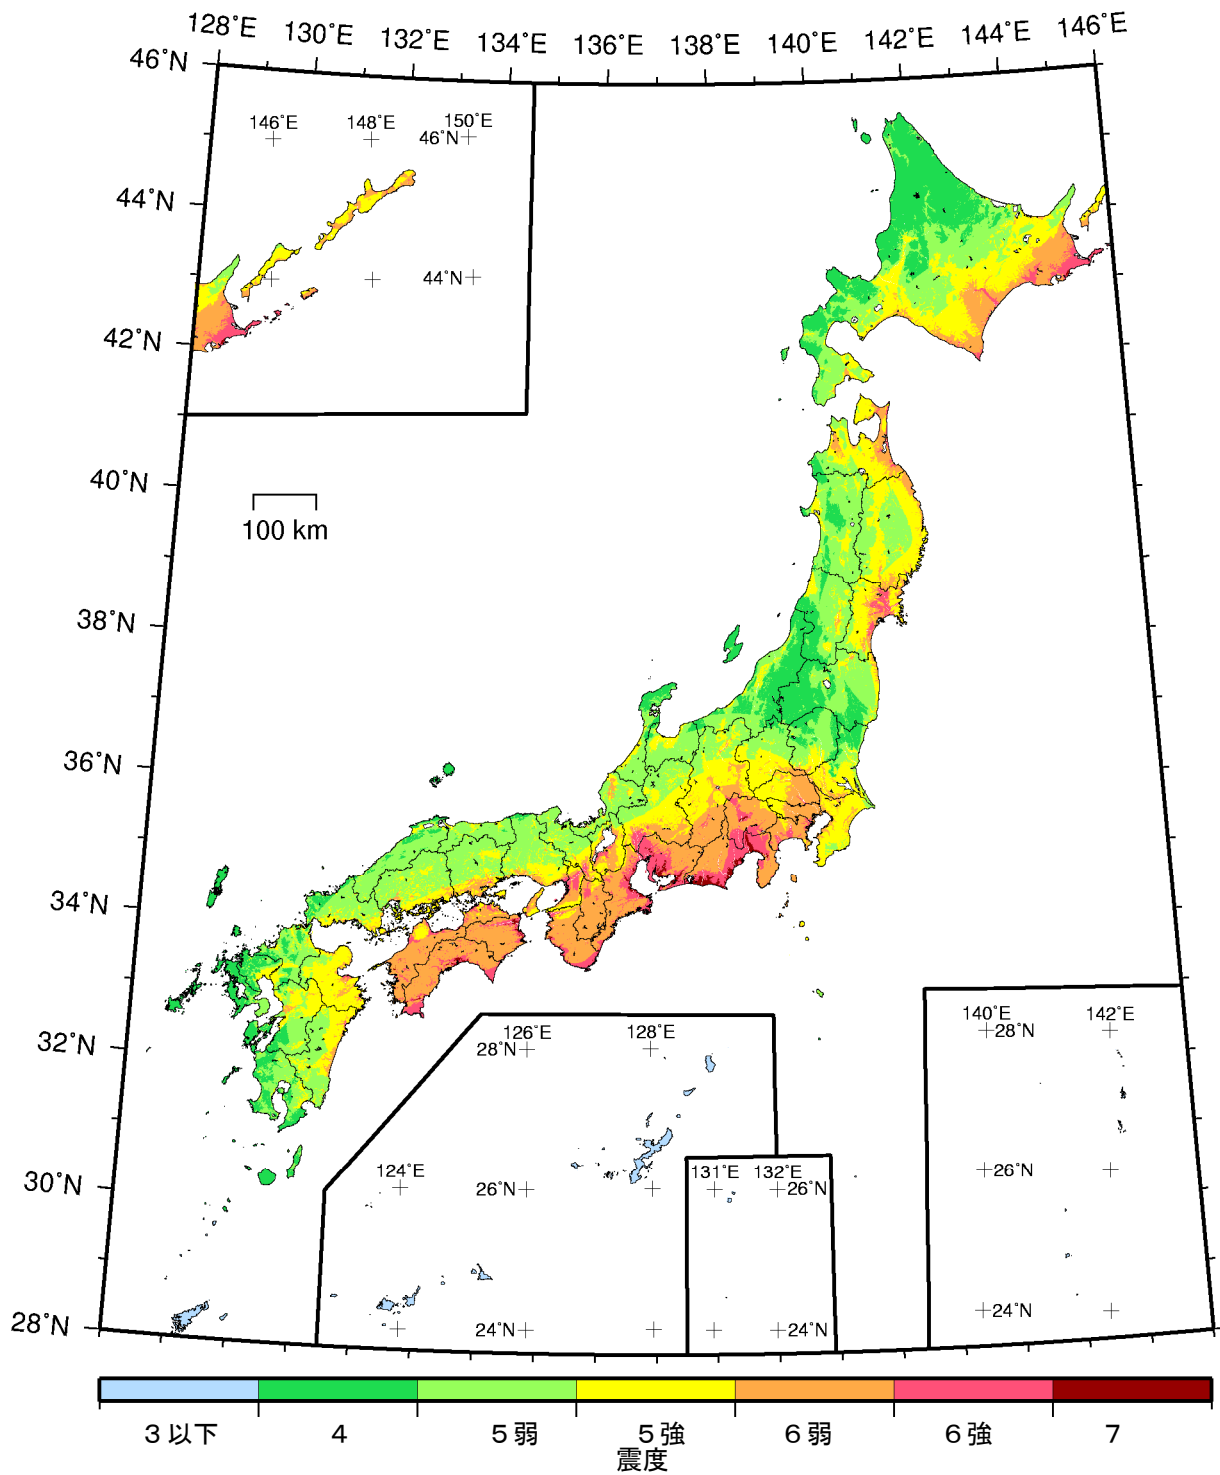 128˚E 130˚E 132˚E 134˚E 136˚E 138˚E 140˚E 142˚E 144˚E 146˚E
46˚N
146˚E 148˚E 150˚E
46˚N
44˚N
44˚N
42˚N
40˚N
100 km
38˚N
36˚N
34˚N
140˚E 142˚E
28˚N
126˚E 128˚E
28˚N
32˚N
124˚E 131˚E 132˚E
26˚N
30˚N 26˚N 26˚N
24˚N
28˚N 24˚N 24˚N
3以下 4 5弱 5強 6弱 6強 7
震度